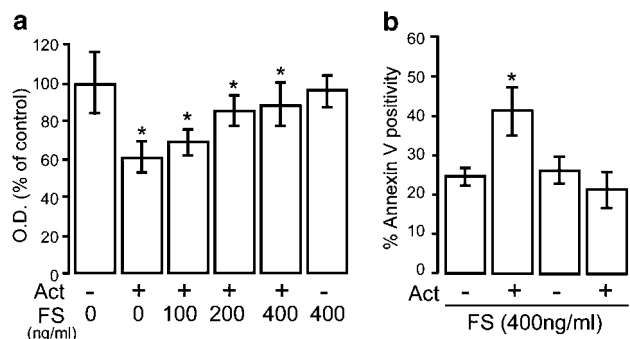 a
b
O.D. (% of control)
120
100
80
60
40
20
0
* * * *
Act - + + + + -
FS 0 0 100 200 400 400
(ng/ml)
% Annexin V positivity
60
50
40
30
20
10
0
*
Act - + - +
FS (400ng/ml)